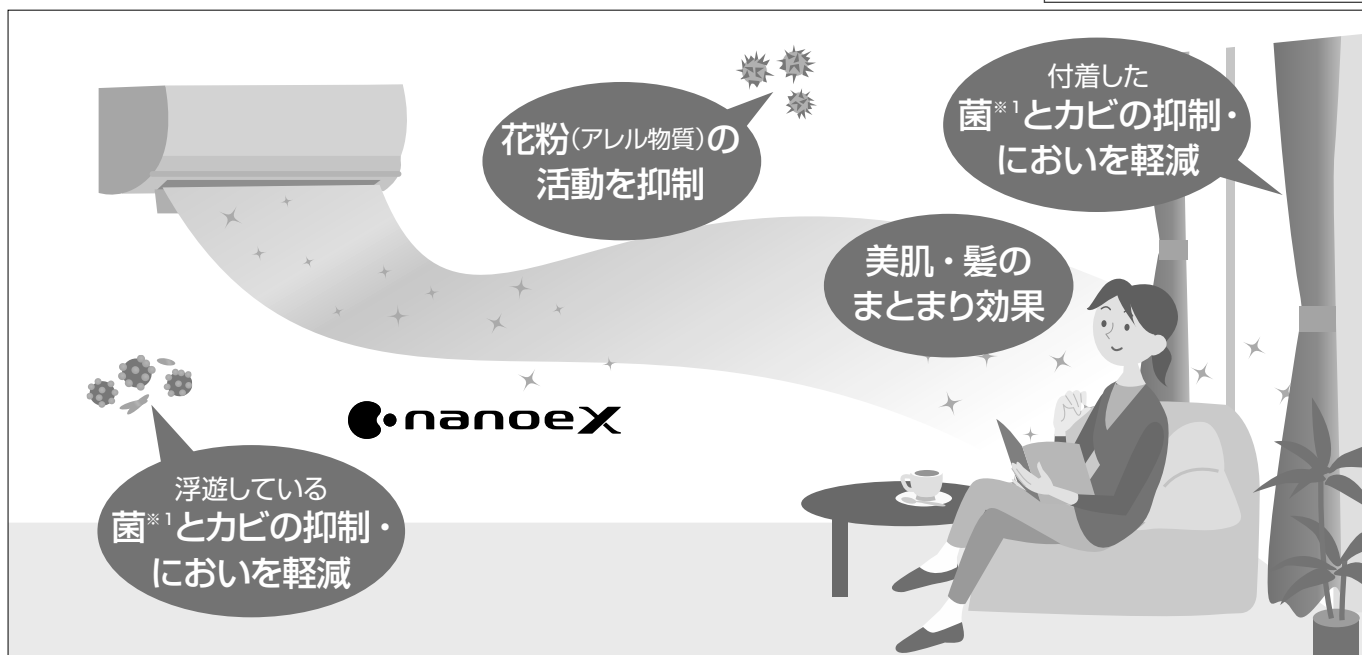 花粉(アレル物質)の
活動を抑制
付着した
菌※1とカビの抑制・
においを軽減
美肌・髪の
まとまり効果
nanoeX
浮遊している
菌※1とカビの抑制・
においを軽減